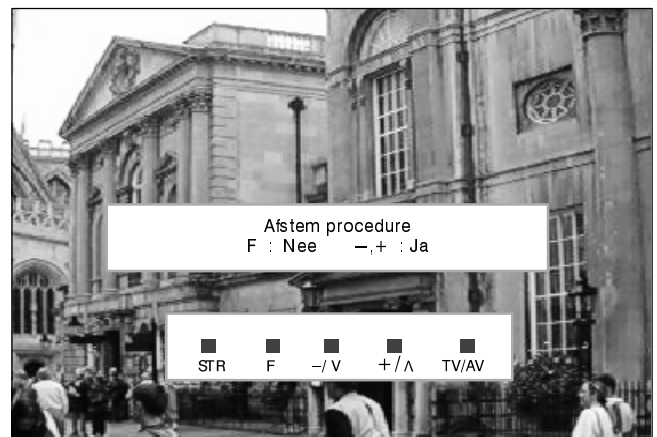 Afstem procedure
F : Nee –,+ : Ja
STR F –/ V +/∧ TV/AV